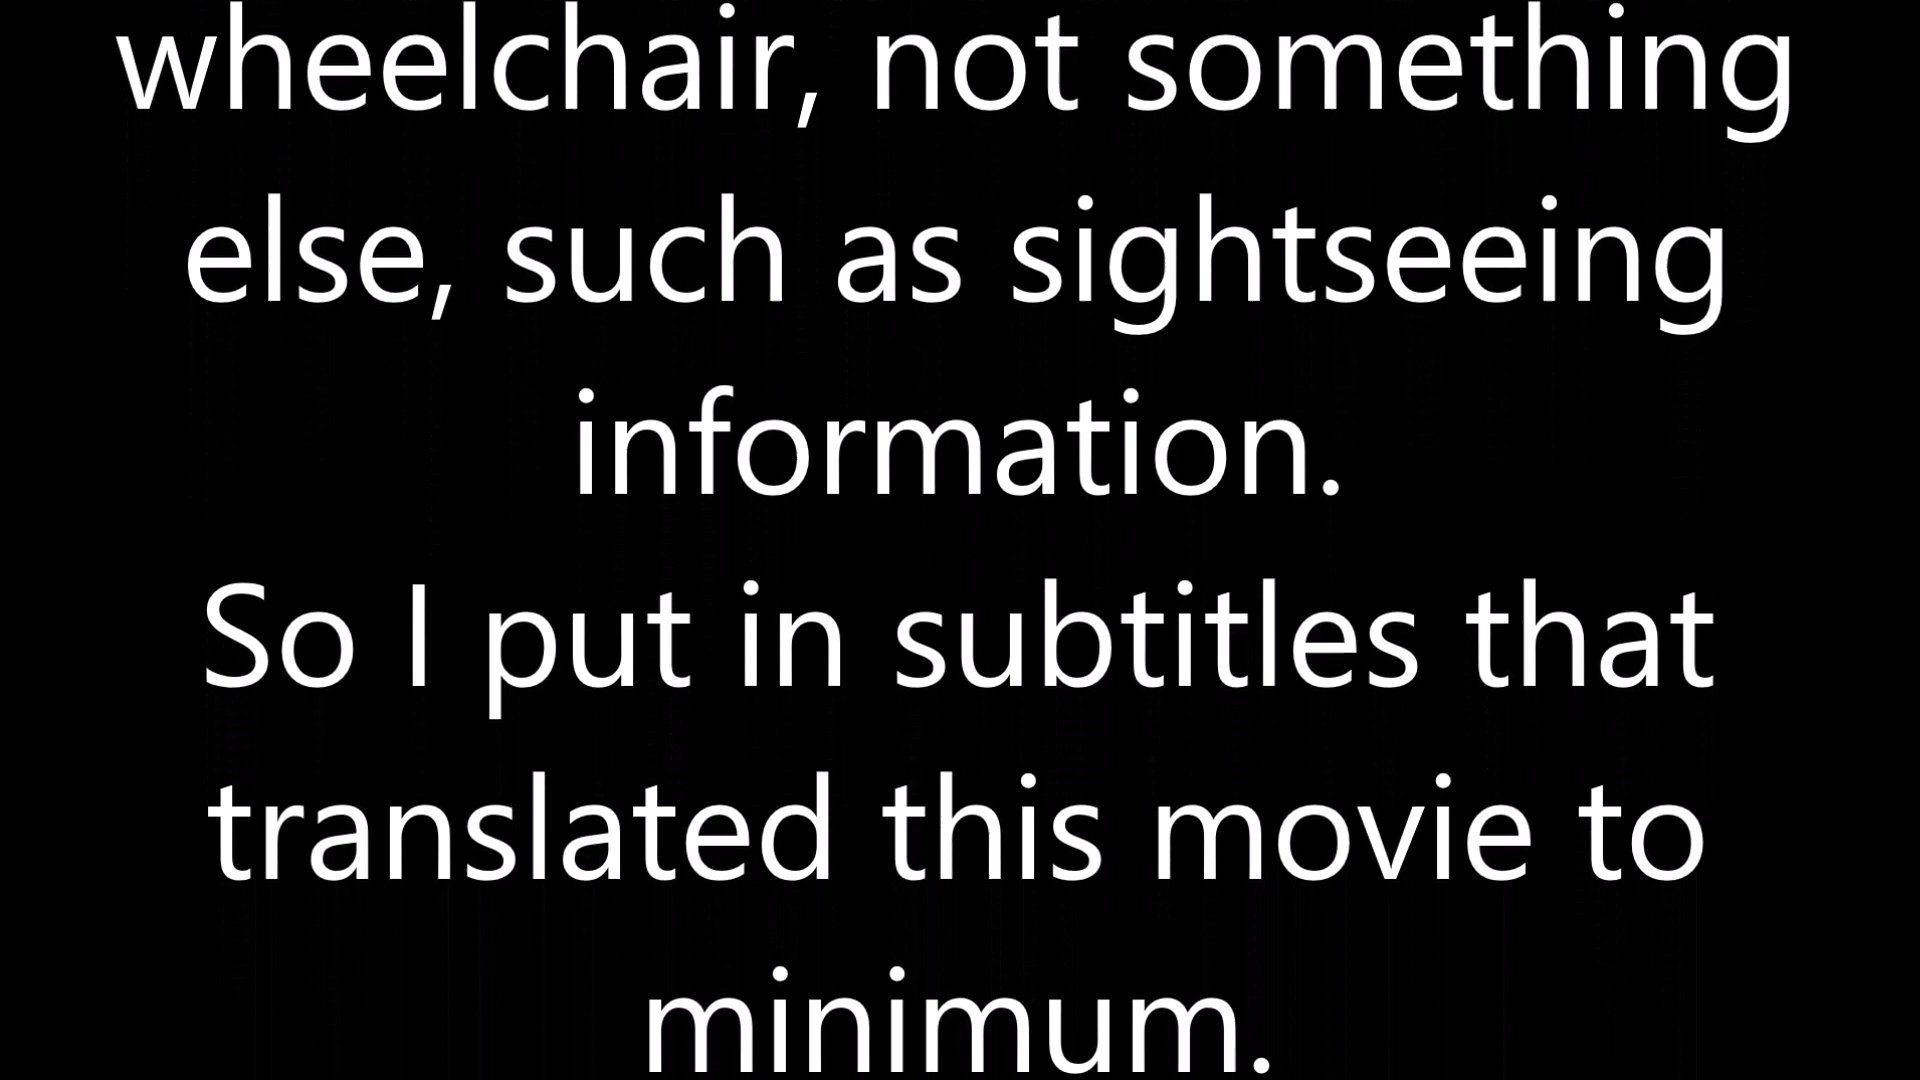 wheelchair, not something
else, such as sightseeing
information.
So I put in subtitles that
translated this movie to
minimum.